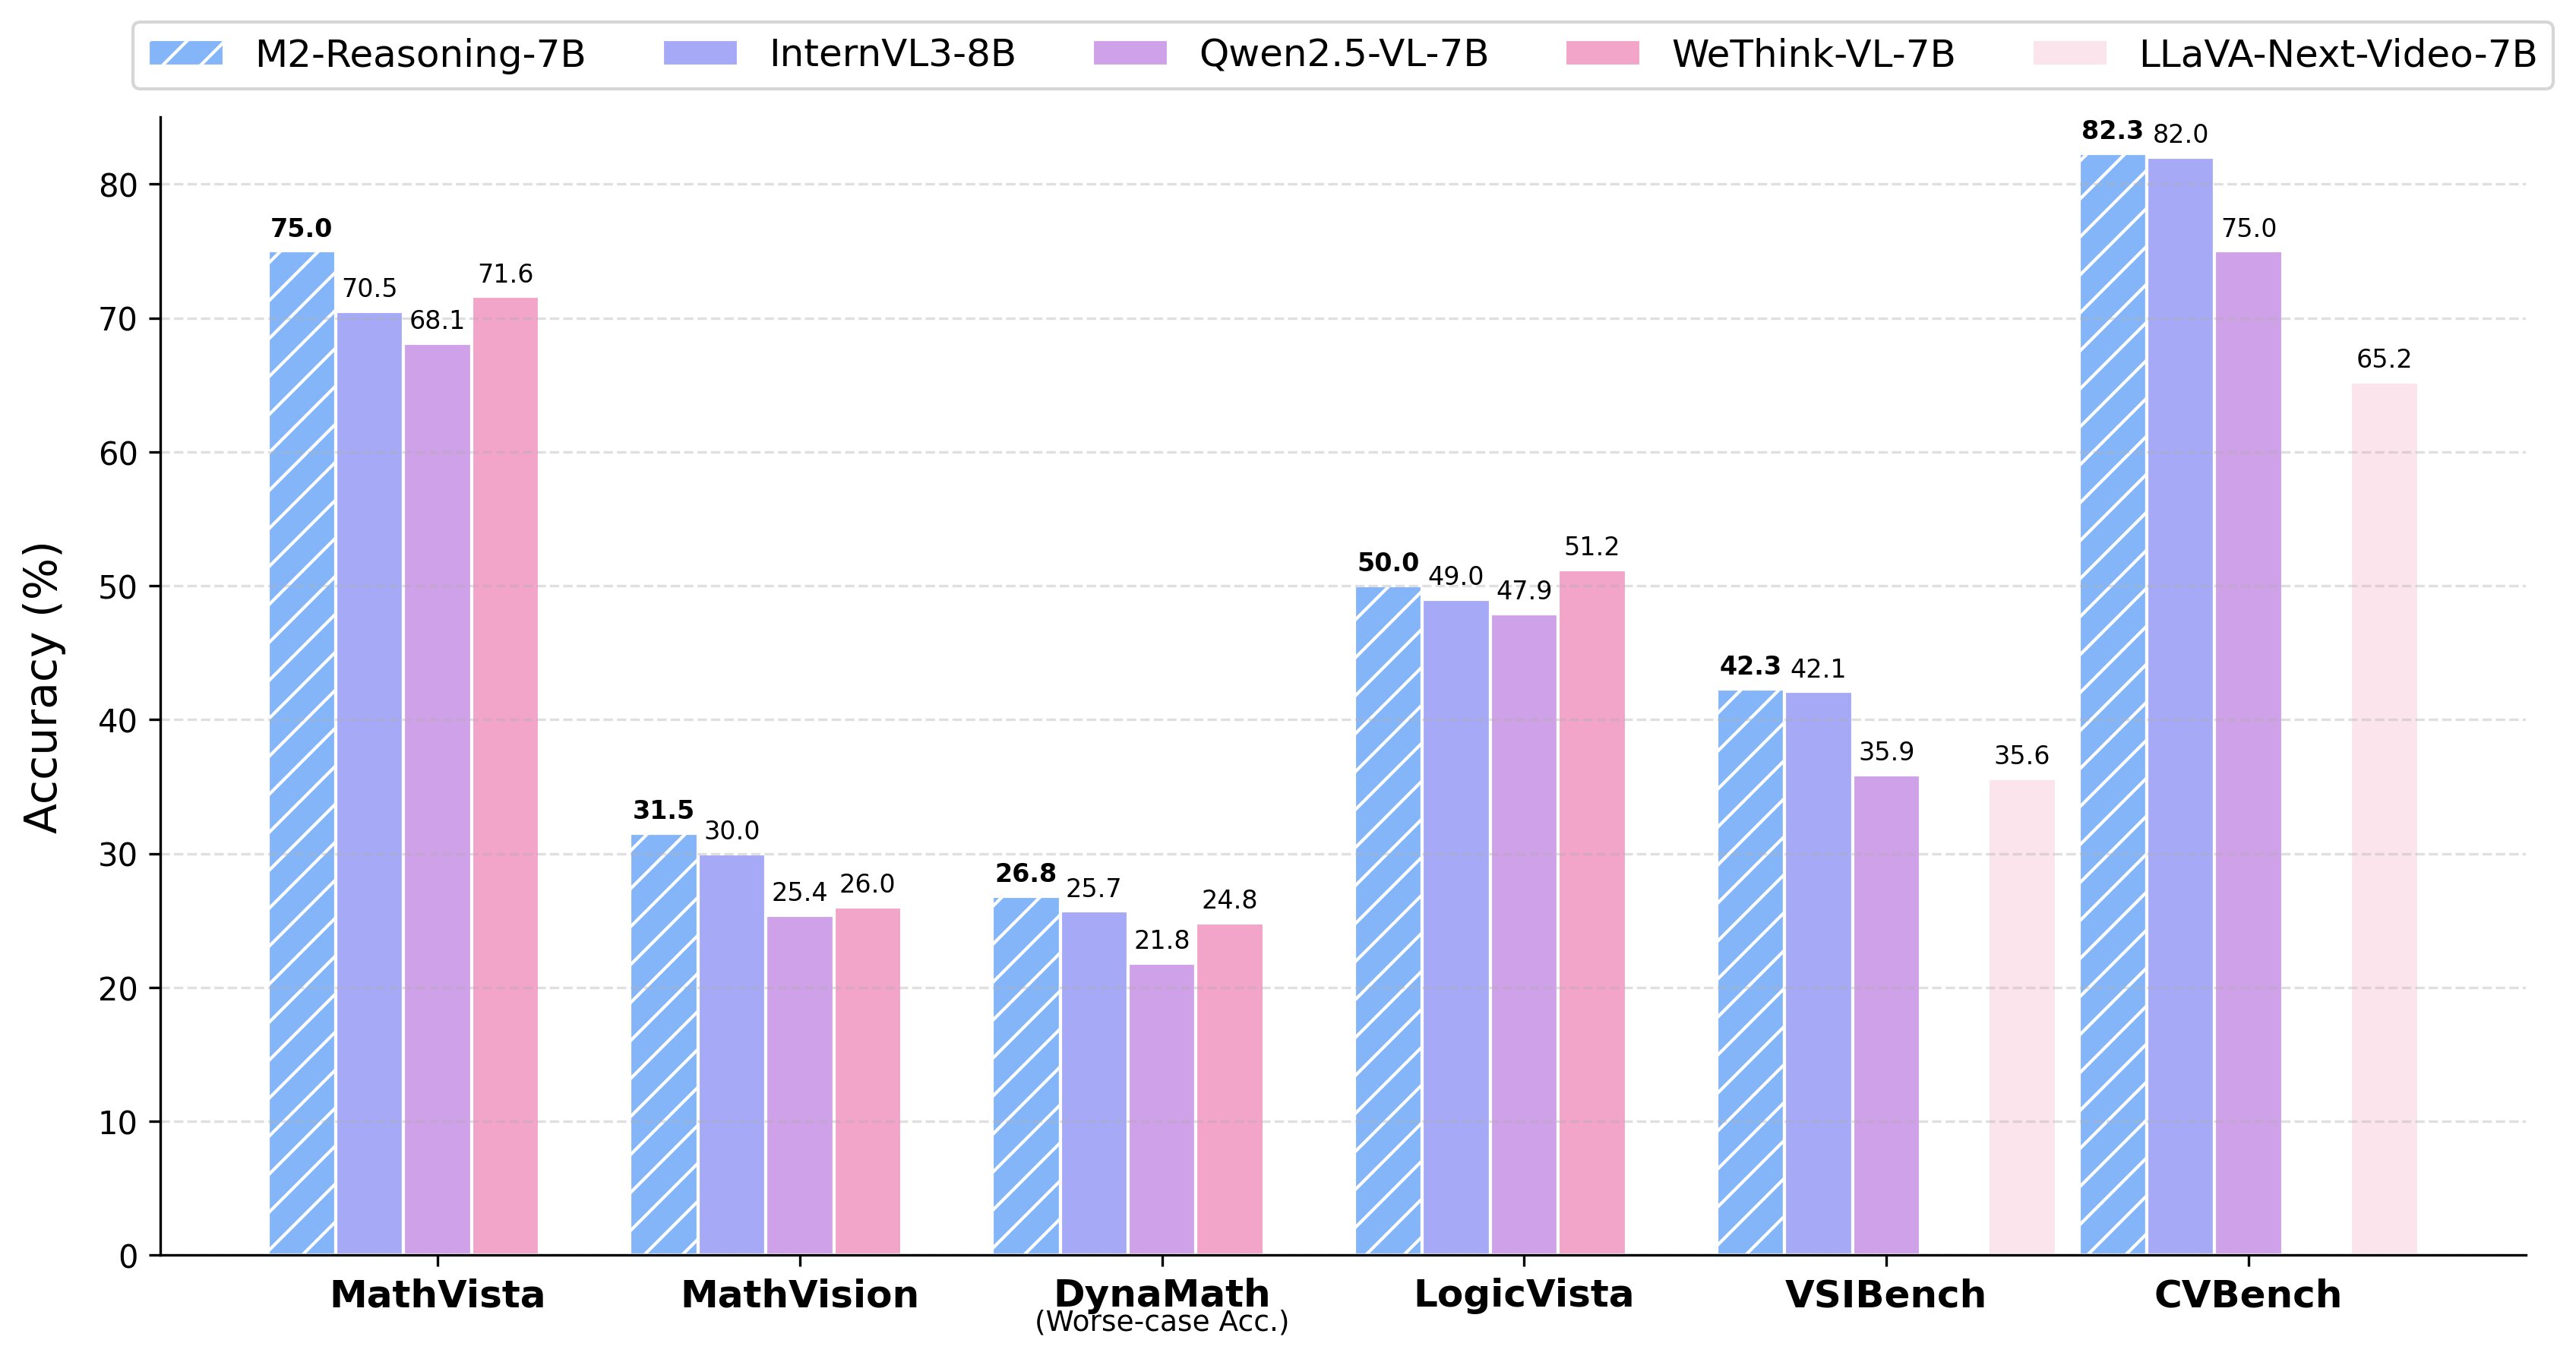 M2-Reasoning-7B InternVL3-8B Qwen2.5-VL-7B WeThink-VL-7B LLaVA-Next-Video-7B
Accuracy (%)
80
70
60
50
40
30
20
10
0
75.0 70.5 68.1 71.6
31.5 30.0 25.4 26.0
26.8 25.7 21.8 24.8
50.0 49.0 47.9 51.2
42.3 42.1 35.9 35.6
82.3 82.0 75.0 65.2
MathVista MathVision DynaMath LogicVista VSIBench CVBench
(Worse-case Acc.)